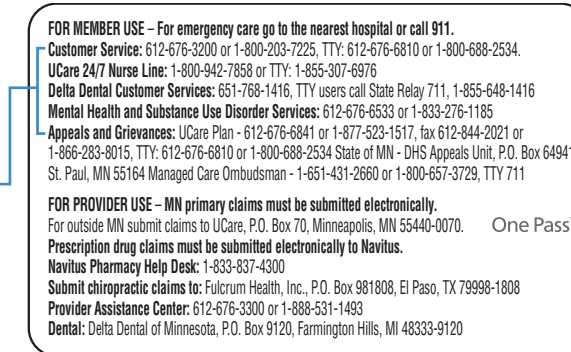 FOR MEMBER USE – For emergency care go to the nearest hospital or call 911.
Customer Service: 612-676-3200 or 1-800-203-7225, TTY: 612-676-6810 or 1-800-688-2534.
UCare 24/7 Nurse Line: 1-800-942-7858 or TTY: 1-855-307-6976
Delta Dental Customer Services: 651-768-1416, TTY users call State Relay 711, 1-855-648-1416
Mental Health and Substance Use Disorder Services: 612-676-6533 or 1-833-276-1185
Appeals and Grievances: UCare Plan - 612-676-6841 or 1-877-523-1517, fax 612-844-2021 or
1-866-283-8015, TTY: 612-676-6810 or 1-800-688-2534 State of MN - DHS Appeals Unit, P.O. Box 64941
St. Paul, MN 55164 Managed Care Ombudsman - 1-651-431-2660 or 1-800-657-3729, TTY 711
FOR PROVIDER USE – MN primary claims must be submitted electronically.
For outside MN submit claims to UCare, P.O. Box 70, Minneapolis, MN 55440-0070. One Pass
Prescription drug claims must be submitted electronically to Navitus.
Navitus Pharmacy Help Desk: 1-833-837-4300
Submit chiropractic claims to: Fulcrum Health, Inc., P.O. Box 981808, El Paso, TX 79998-1808
Provider Assistance Center: 612-676-3300 or 1-888-531-1493
Dental: Delta Dental of Minnesota, P.O. Box 9120, Farmington Hills, MI 48333-9120